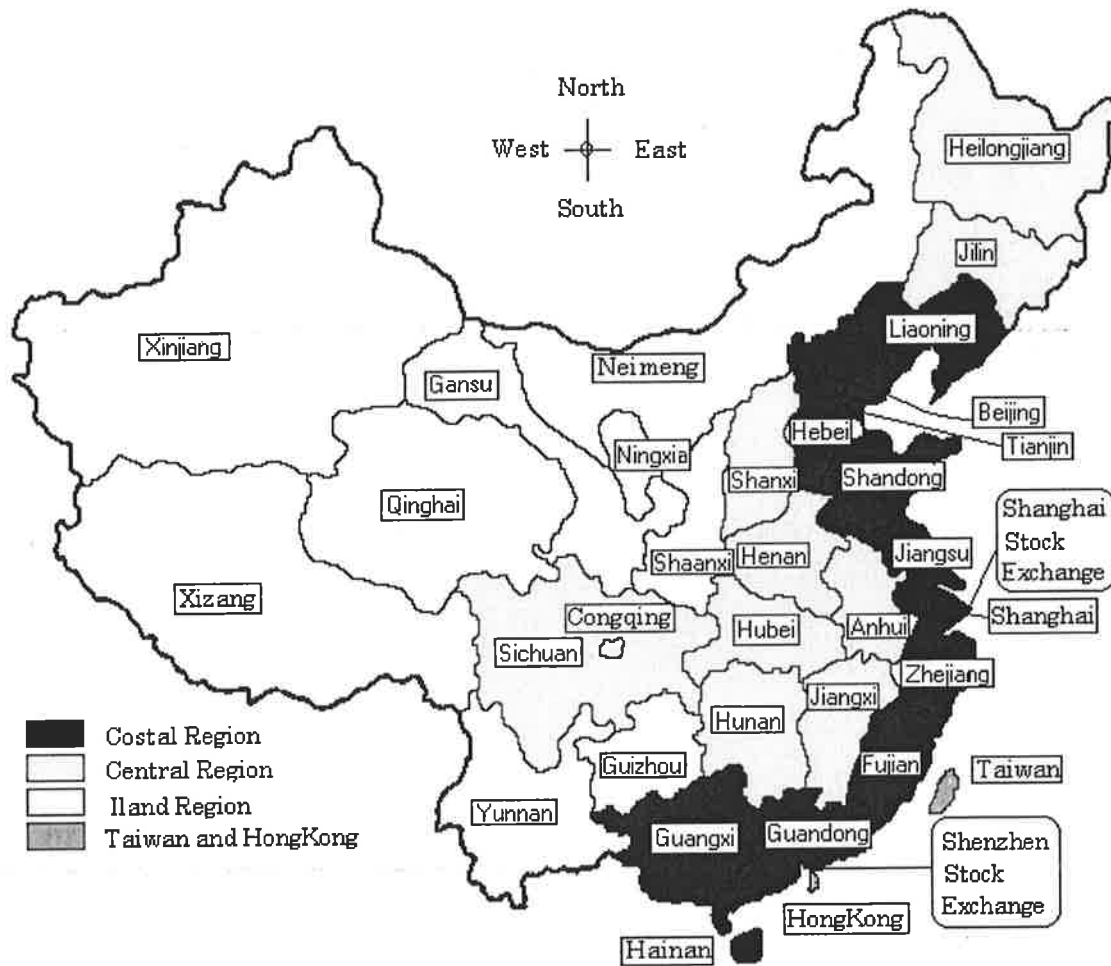 North
West
East
South
Heilongjiang
Jilin
Liaoning
Xinjiang
Neimeng
Gansu
Beijing
Hebei
Tianjin
Ningxia
Shanxi
Shandong
Qinghai
Shanghai
Stock
Exchange
Henan
Jiangsu
Shaanxi
Xizang
Congqing
Hubei
Anhui
Shanghai
Sichuan
Zhejiang
Jiangxi
Hunan
Costal Region
Central Region
Iland Region
Taiwan and HongKong
Guizhou
Fujian
Taiwan
Yunnan
Guangxi
Guandong
Shenzhen
Stock
Exchange
HongKong
Hainan